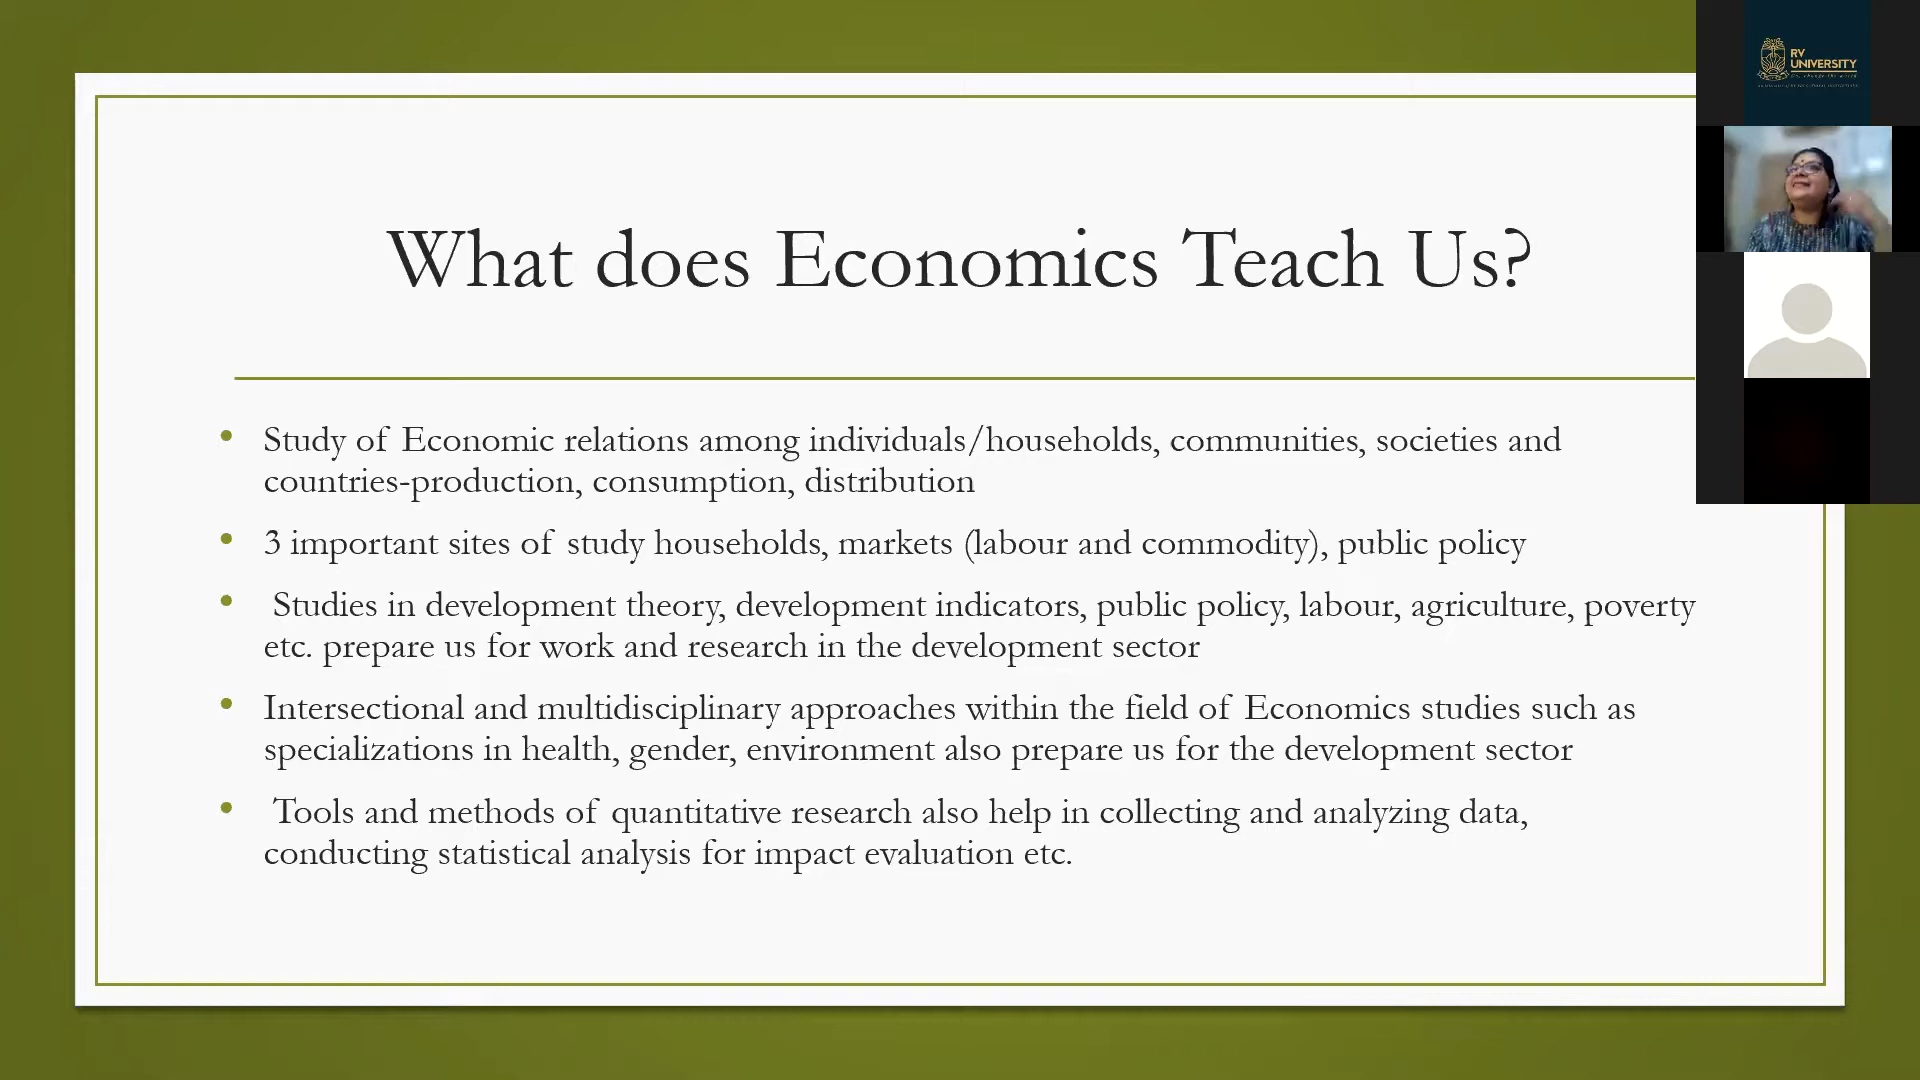 RV
UNIVERSITY
What does Economics Teach Us?
• Study of Economic relations among individuals/households, communities, societies and
countries-production, consumption, distribution
• 3 important sites of study households, markets (labour and commodity), public policy
• Studies in development theory, development indicators, public policy, labour, agriculture, poverty
etc. prepare us for work and research in the development sector
• Intersectional and multidisciplinary approaches within the field of Economics studies such as
specializations in health, gender, environment also prepare us for the development sector
• Tools and methods of quantitative research also help in collecting and analyzing data,
conducting statistical analysis for impact evaluation etc.